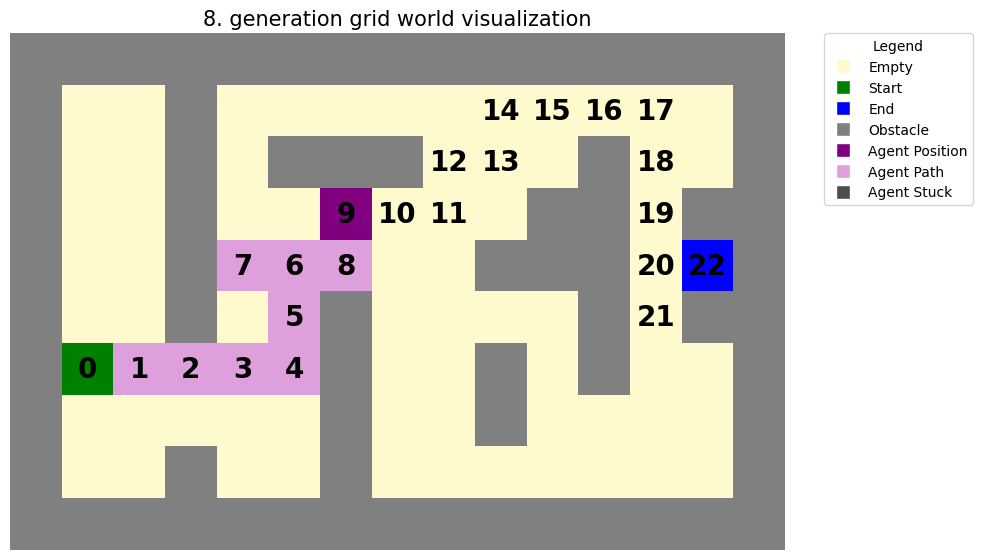 8. generation grid world visualization
Legend
Empty
Start
End
Obstacle
Agent Position
Agent Path
Agent Stuck
14 15 16 17
12 13 18
9 10 11 19
7 6 8 20 22
5 21
0 1 2 3 4